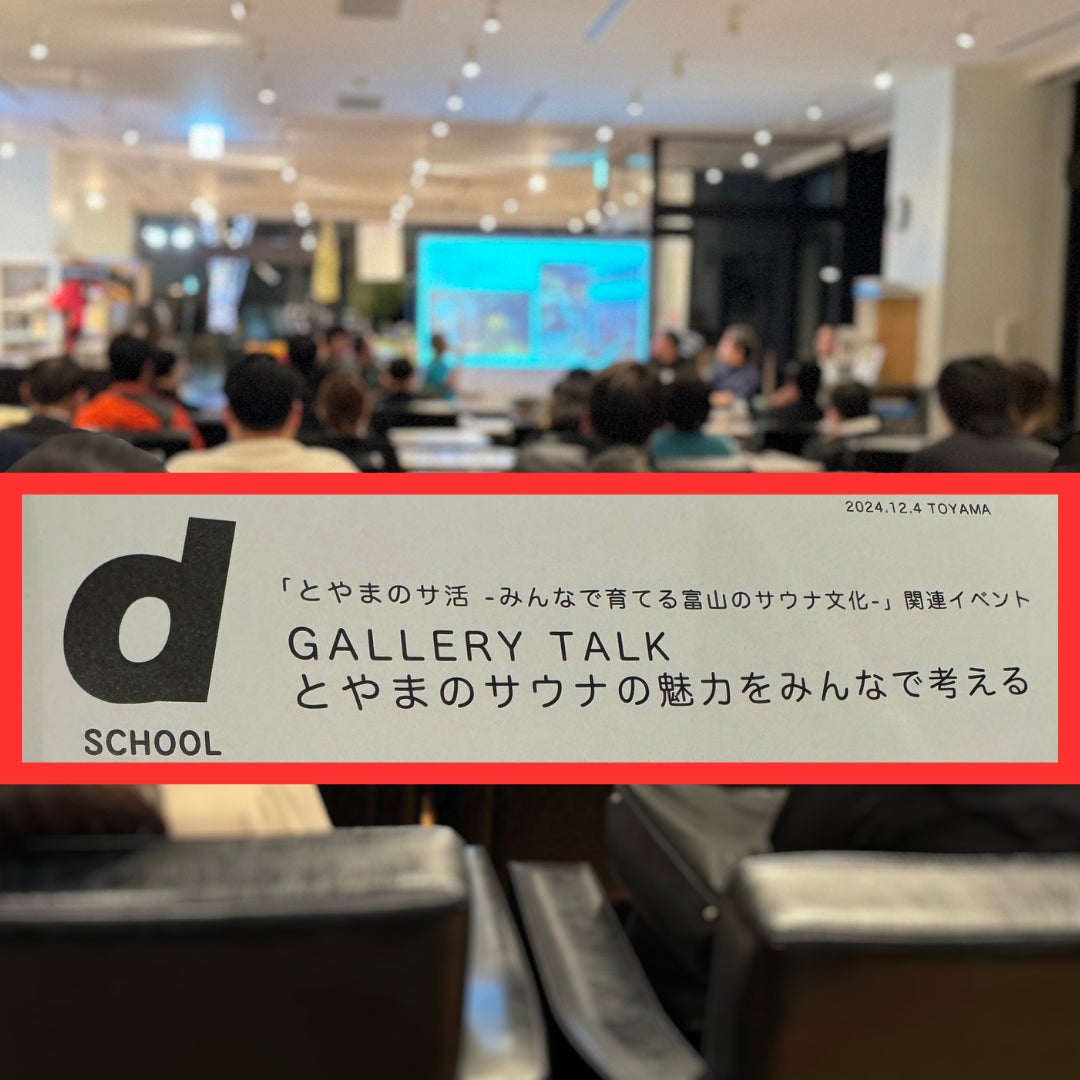 2024.12.4 TOYAMA
d
SCHOOL
「とやまのサ活 -みんなで育てる富山のサウナ文化-」関連イベント
GALLERY TALK
とやまのサウナの魅力をみんなで考える